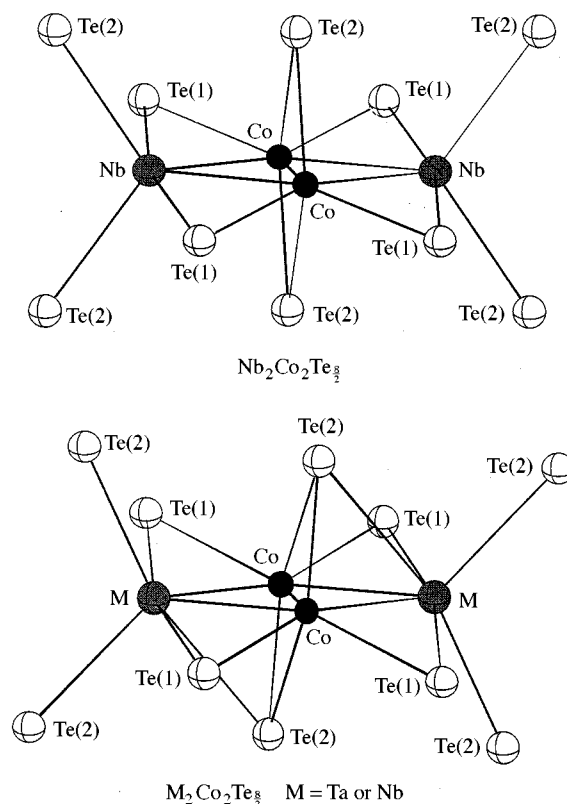 Te(2) Te(2) Te(2)
Te(1) Te(1)
Co
Nb Nb
Co
Te(1) Te(1)
Te(2) Te(2) Te(2)
Nb₂Co₂Te₈/₂
Te(2)
Te(2) Te(2)
Te(1) Te(1)
Co
M M
Co
Te(1) Te(1)
Te(2) Te(2) Te(2)
M₂Co₂Te₈/₂ M = Ta or Nb